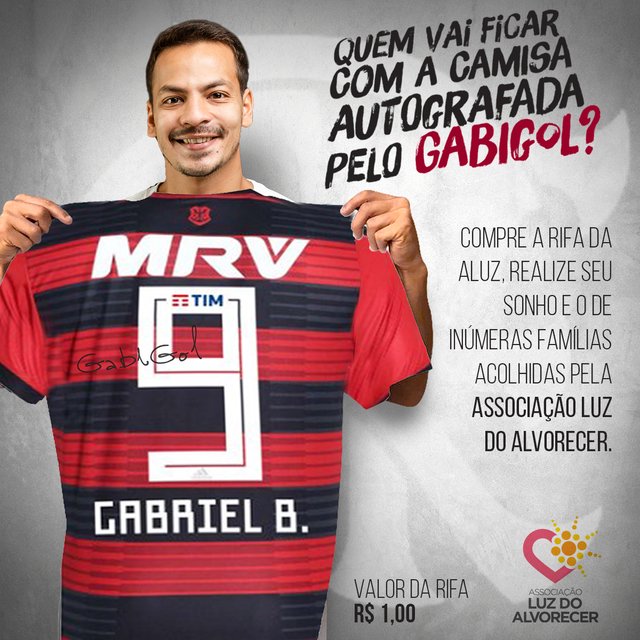 QUEM VAI FICAR
COM A CAMISA
AUTOGRAFADA
PELO GABIGOL?
COMPRE A RIFA DA
ALUZ, REALIZE SEU
SONHO E O DE
INÚMERAS FAMÍLIAS
ACOLHIDAS PELA
ASSOCIAÇÃO LUZ
DO ALVORECER.
MRV
TIM
9
GabiGol
adidas
GABRIEL B.
VALOR DA RIFA
R$ 1,00
ASSOCIAÇÃO
LUZ DO
ALVORECER